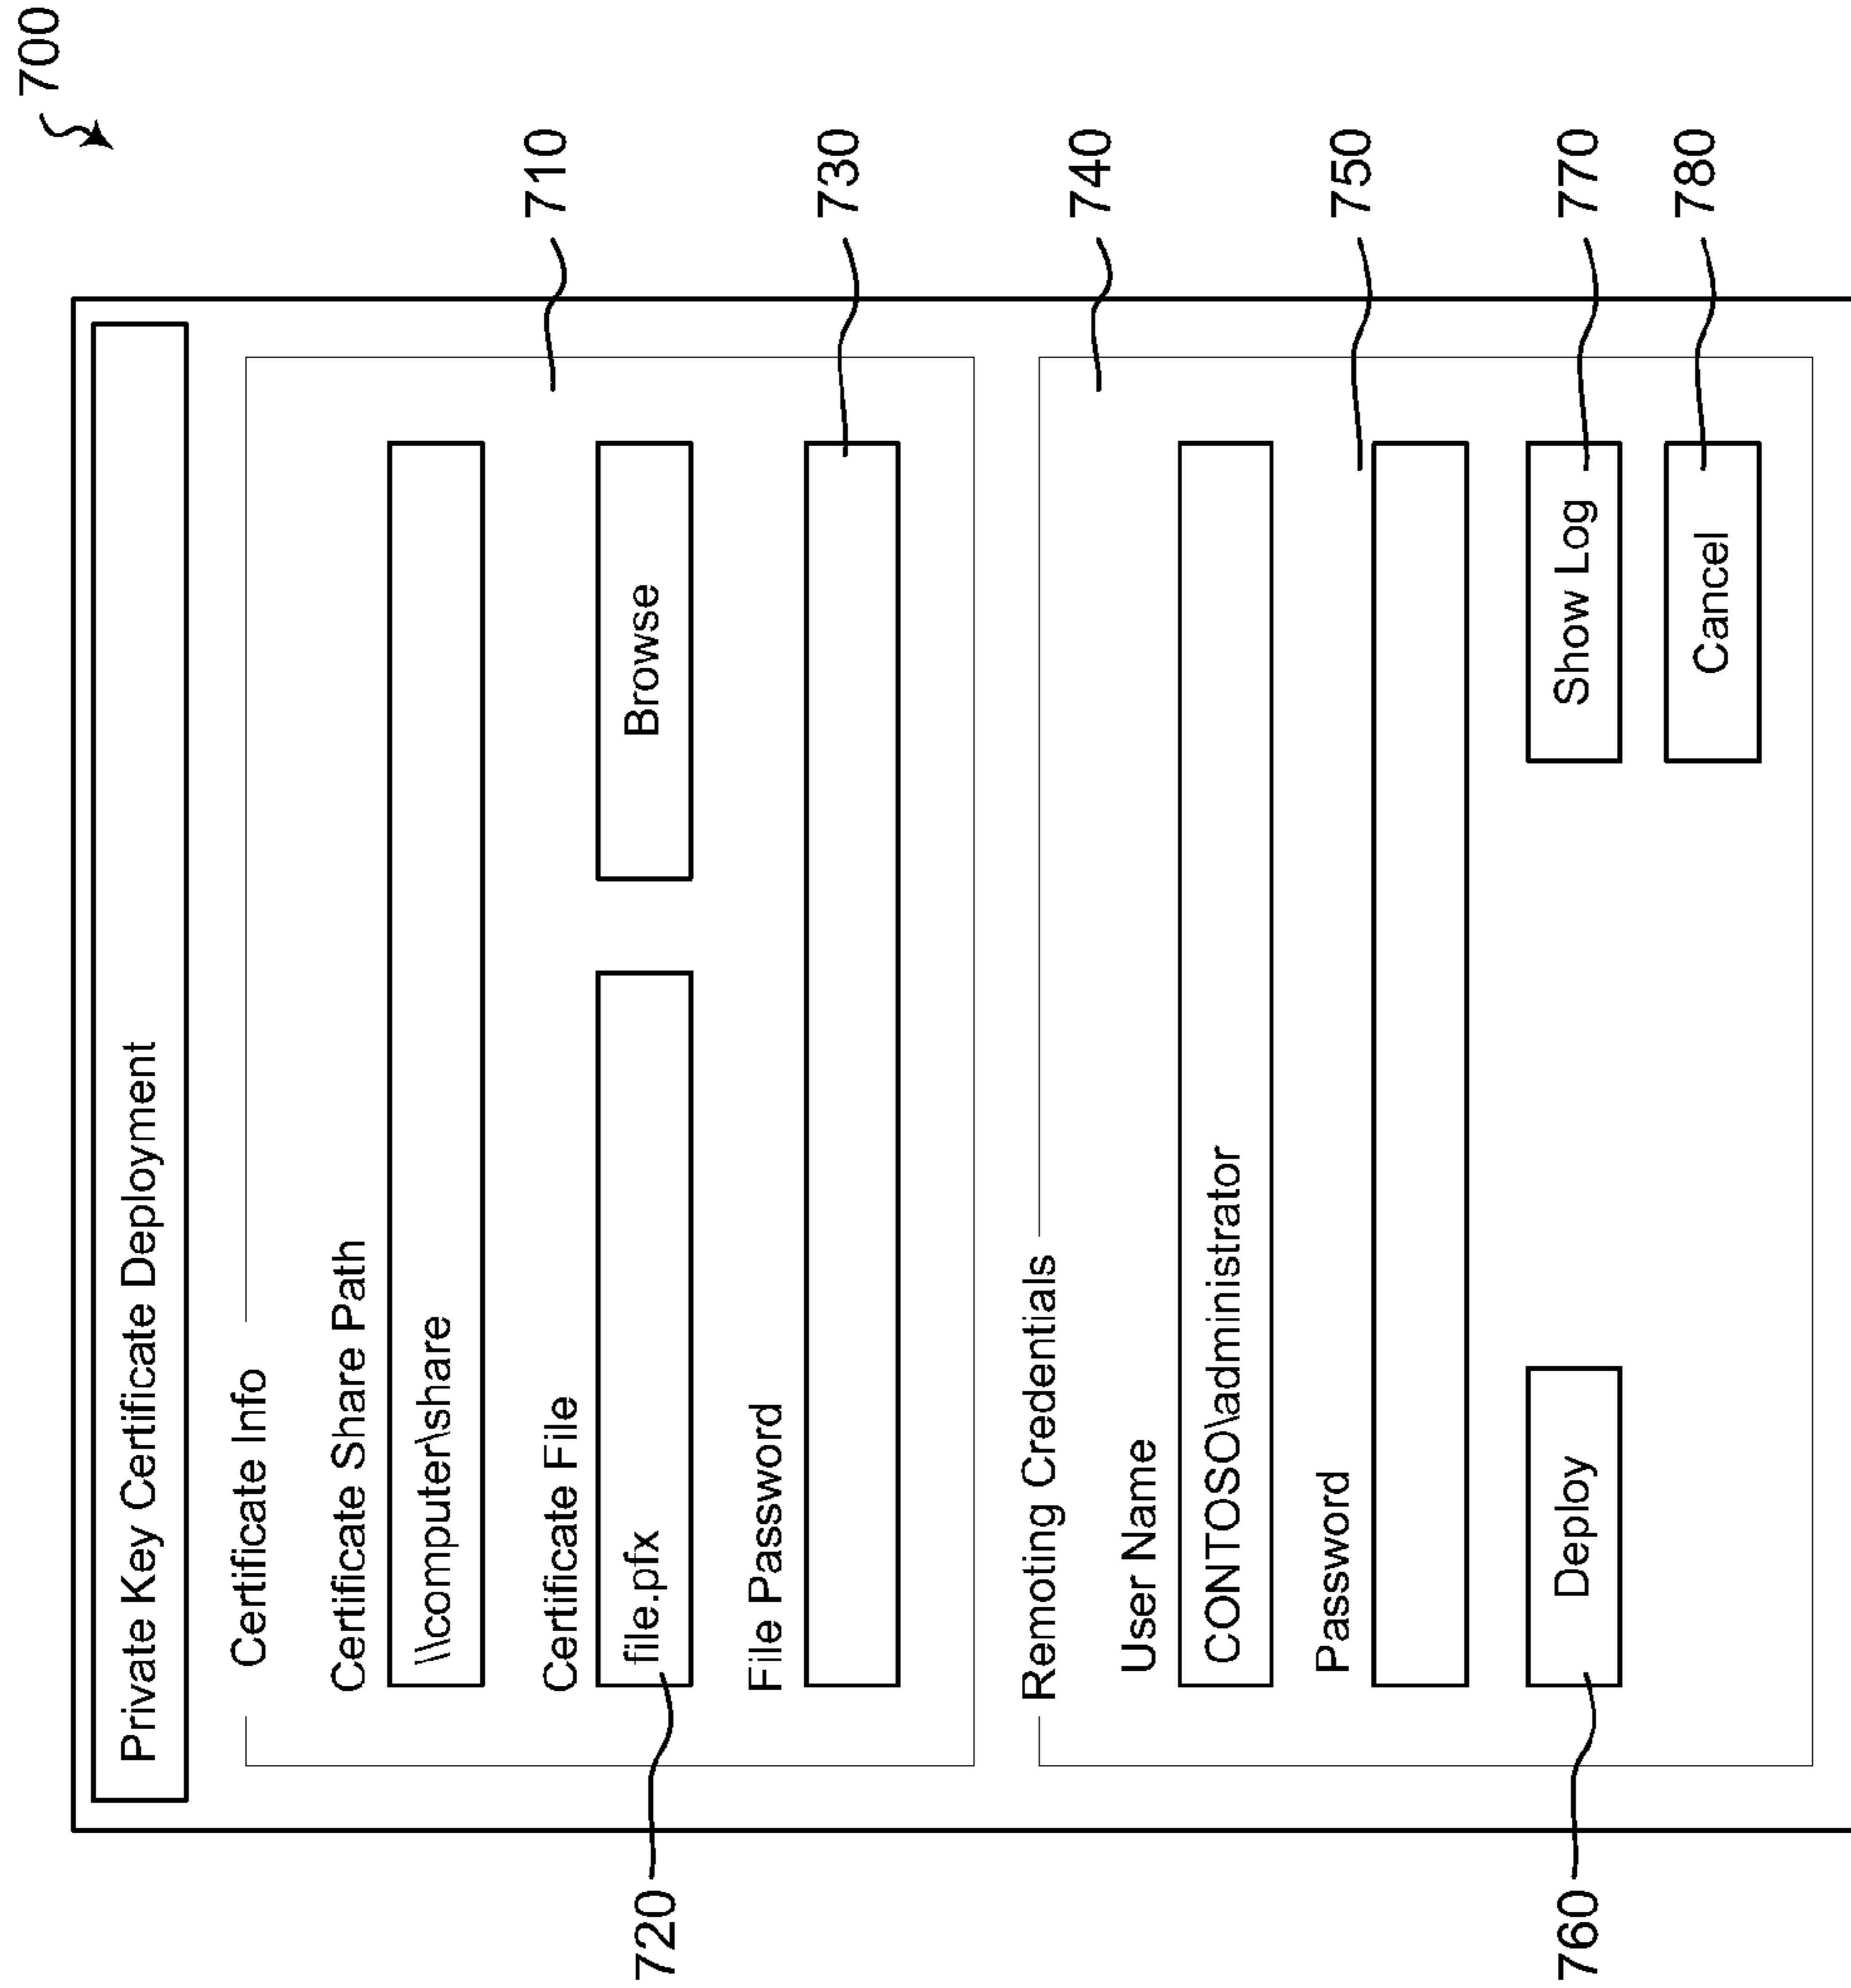 700
Private Key Certificate Deployment
Certificate Info
Certificate Share Path
\\computer\share
710
Certificate File
720
file.pfx
Browse
File Password
730
Remoting Credentials
740
User Name
CONTOSO\administrator
Password
750
760
Deploy
Show Log
770
Cancel
780